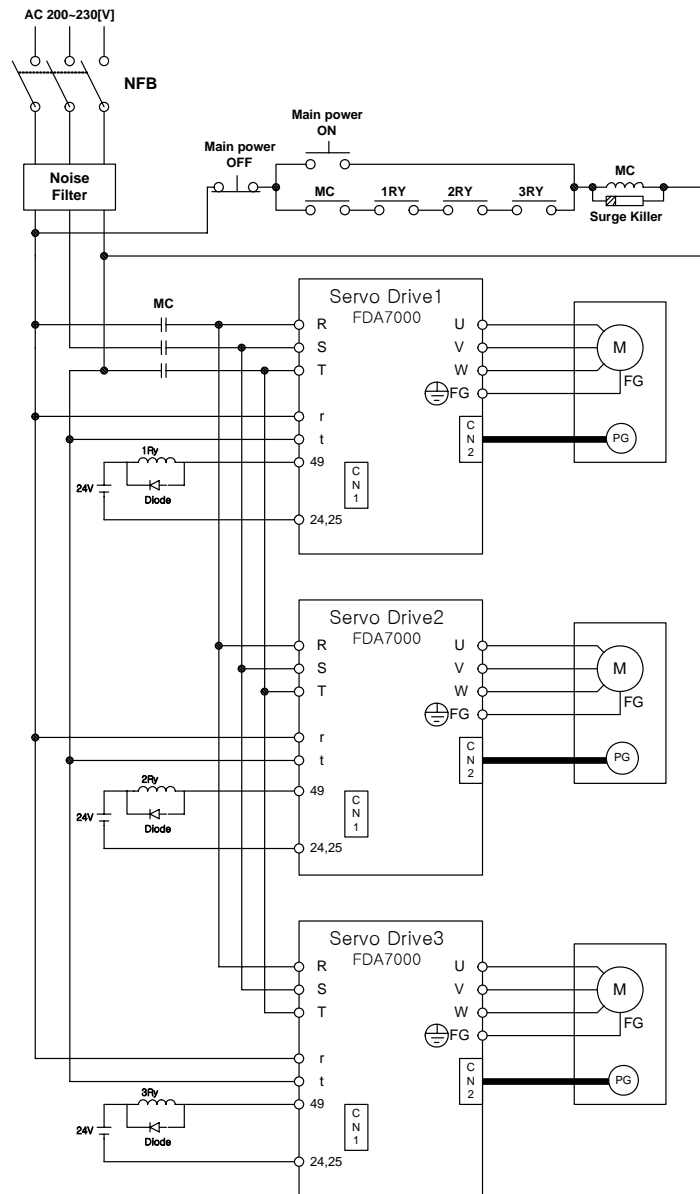 AC 200~230[V]
NFB
Noise
Filter
Main power
OFF
Main power
ON
MC
1RY
2RY
3RY
MC
Surge Killer
MC
Servo Drive1
FDA7000
R
S
T
r
t
49
24,25
U
V
W
FG
C
N
1
C
N
2
M
FG
PG
1Ry
24V
Diode
Servo Drive2
FDA7000
R
S
T
r
t
49
24,25
U
V
W
FG
C
N
1
C
N
2
M
FG
PG
2Ry
24V
Diode
Servo Drive3
FDA7000
R
S
T
r
t
49
24,25
U
V
W
FG
C
N
1
C
N
2
M
FG
PG
3Ry
24V
Diode